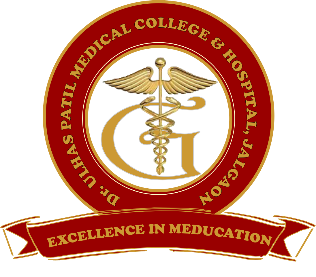 Dr. ULHAS PATIL MEDICAL COLLEGE & HOSPITAL, JALGAON
G
EXCELLENCE IN MEDUCATION